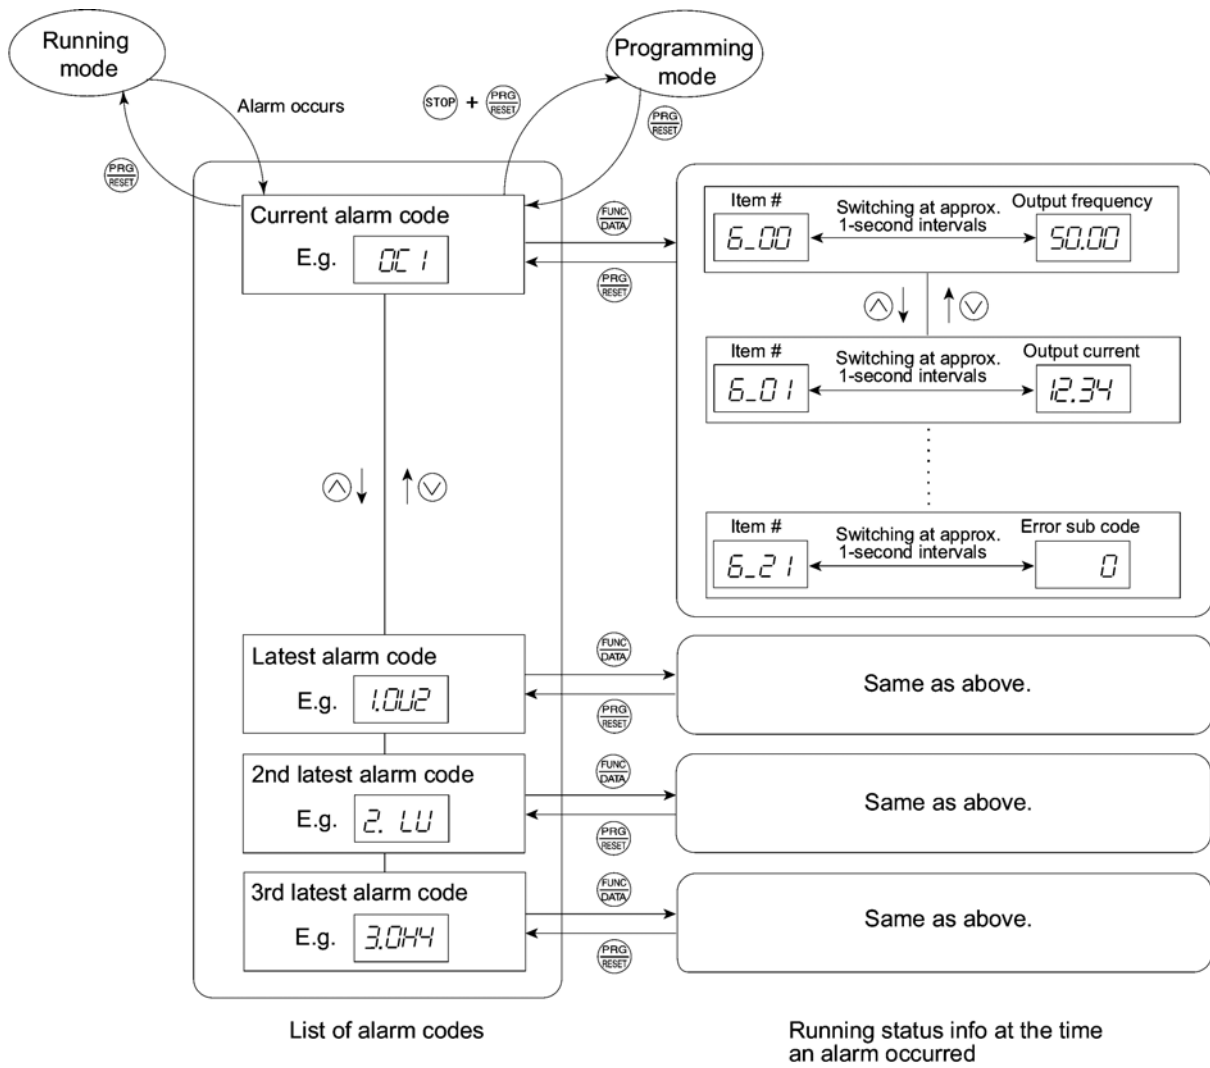 Running
mode
Programming
mode
Alarm occurs
STOP + PRG
RESET
PRG
RESET
PRG
RESET
Current alarm code
E.g. OC1
FUNC
DATA
PRG
RESET
Item #
Switching at approx.
1-second intervals
Output frequency
6_00
50.00
Item #
Switching at approx.
1-second intervals
Output current
6_01
12.34
Item #
Switching at approx.
1-second intervals
Error sub code
6_21
0
Latest alarm code
E.g. 1.OU2
FUNC
DATA
PRG
RESET
Same as above.
2nd latest alarm code
E.g. 2. LU
FUNC
DATA
PRG
RESET
Same as above.
3rd latest alarm code
E.g. 3.OH4
FUNC
DATA
PRG
RESET
Same as above.
List of alarm codes
Running status info at the time
an alarm occurred